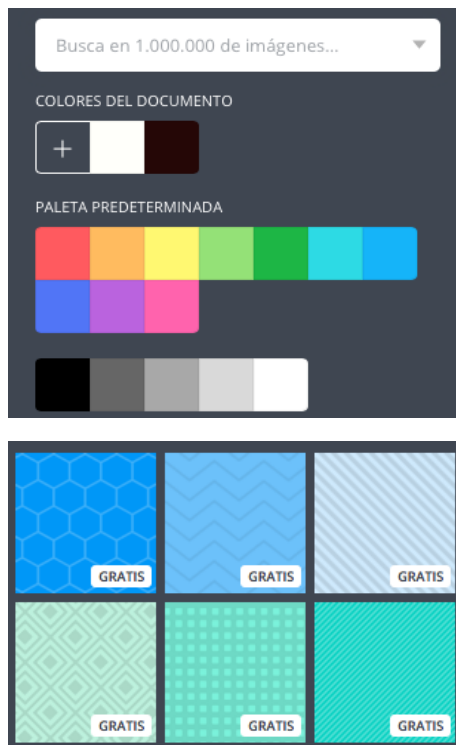 Busca en 1.000.000 de imágenes...
COLORES DEL DOCUMENTO
PALETA PREDETERMINADA
GRATIS GRATIS GRATIS
GRATIS GRATIS GRATIS